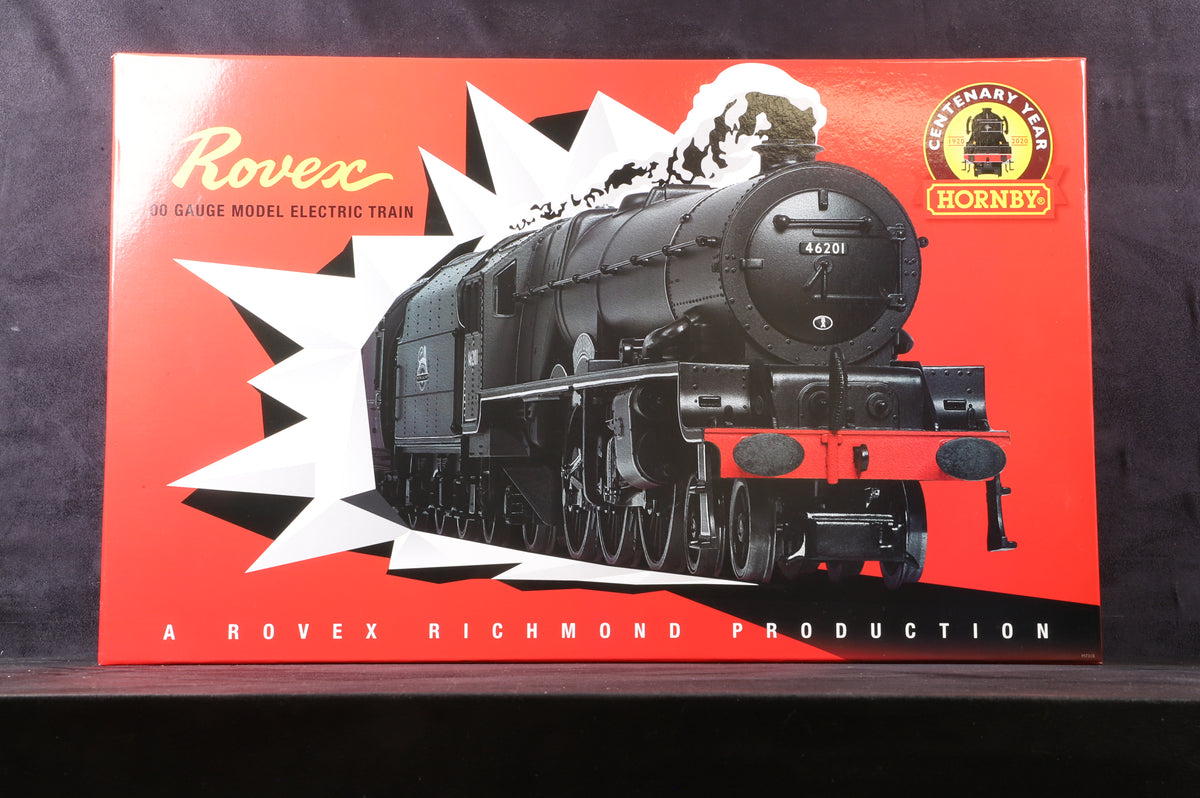 Rovex
00 GAUGE MODEL ELECTRIC TRAIN
CENTENARY YEAR
1920 2020
HORNBY®
46201
A ROVEX RICHMOND PRODUCTION